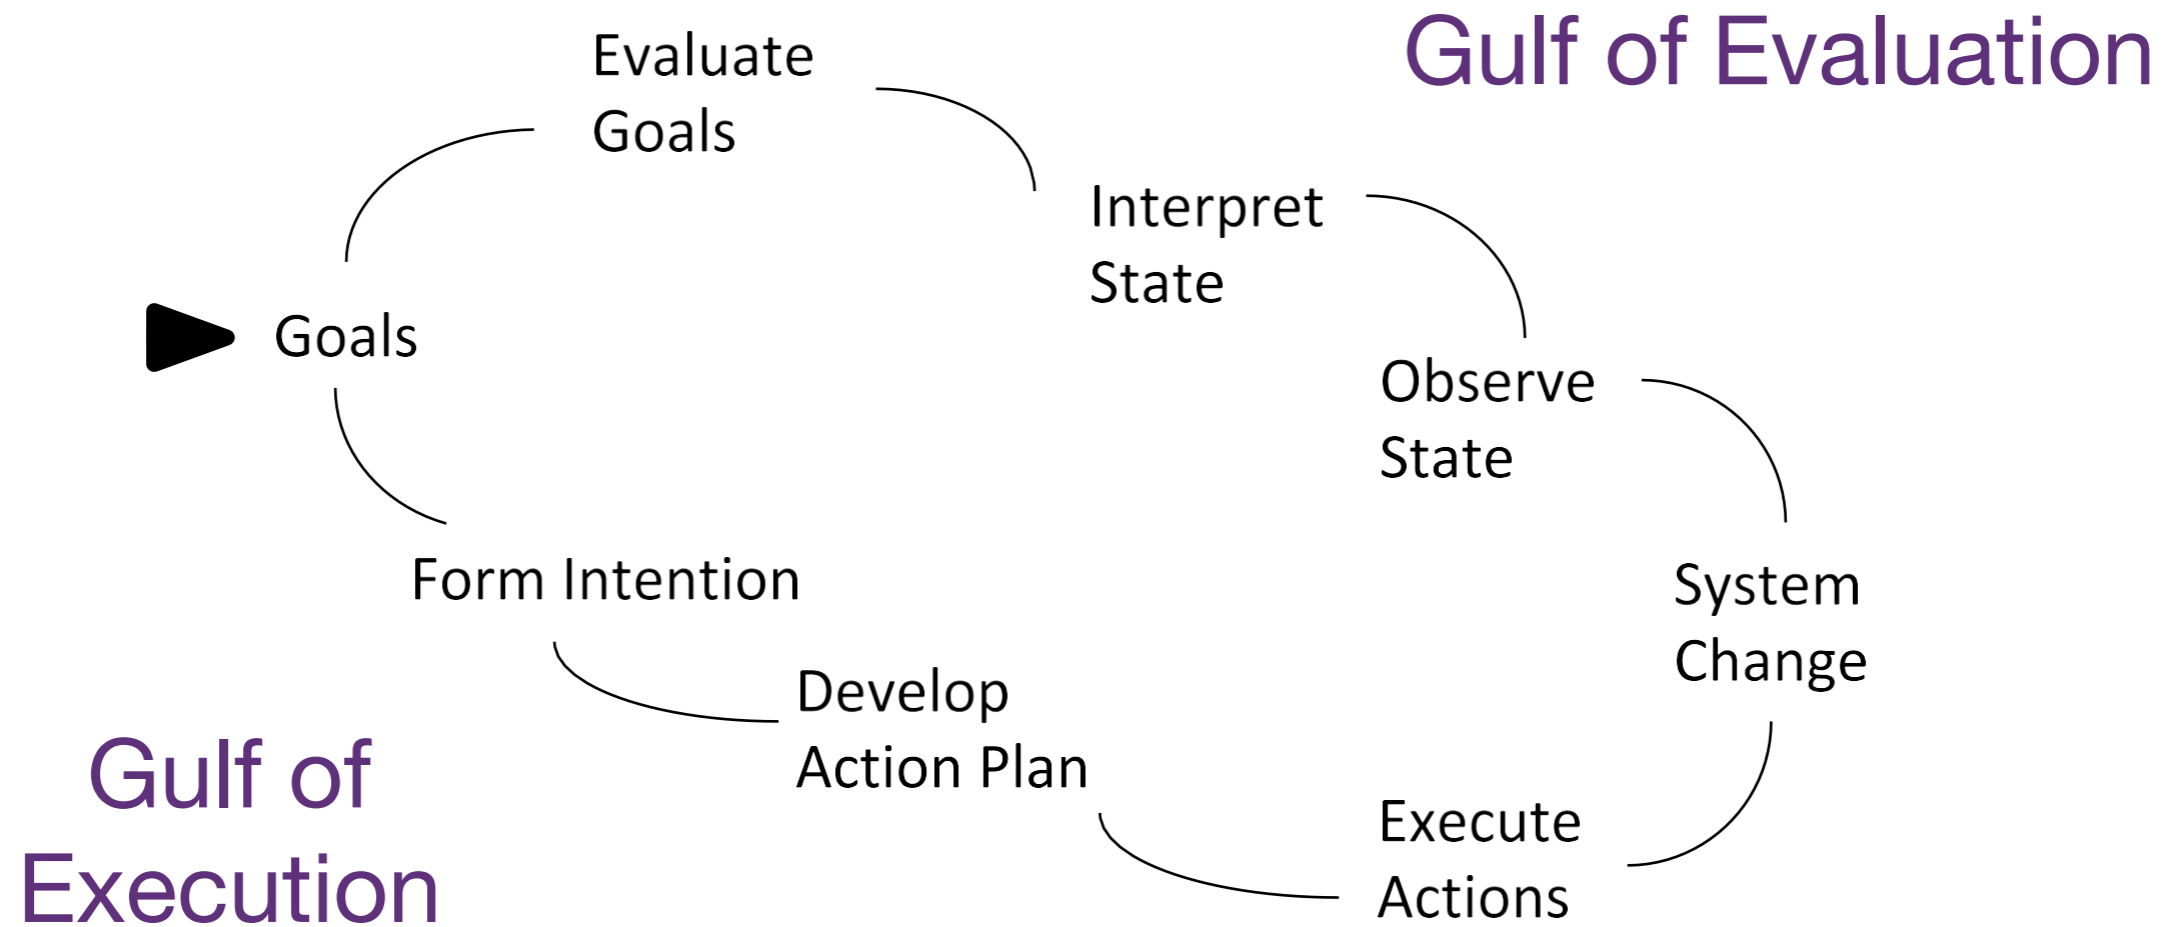 Gulf of Evaluation
Evaluate
Goals
Interpret
State
Goals
Observe
State
Form Intention
System
Change
Develop
Action Plan
Gulf of
Execution
Execute
Actions